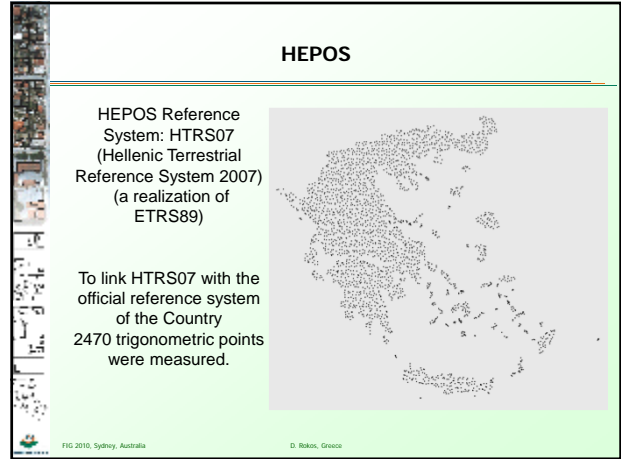 HEPOS
HEPOS Reference
System: HTRS07
(Hellenic Terrestrial
Reference System 2007)
(a realization of
ETRS89)
To link HTRS07 with the
official reference system
of the Country
2470 trigonometric points
were measured.
FIG 2010, Sydney, Australia
D. Rokos, Greece